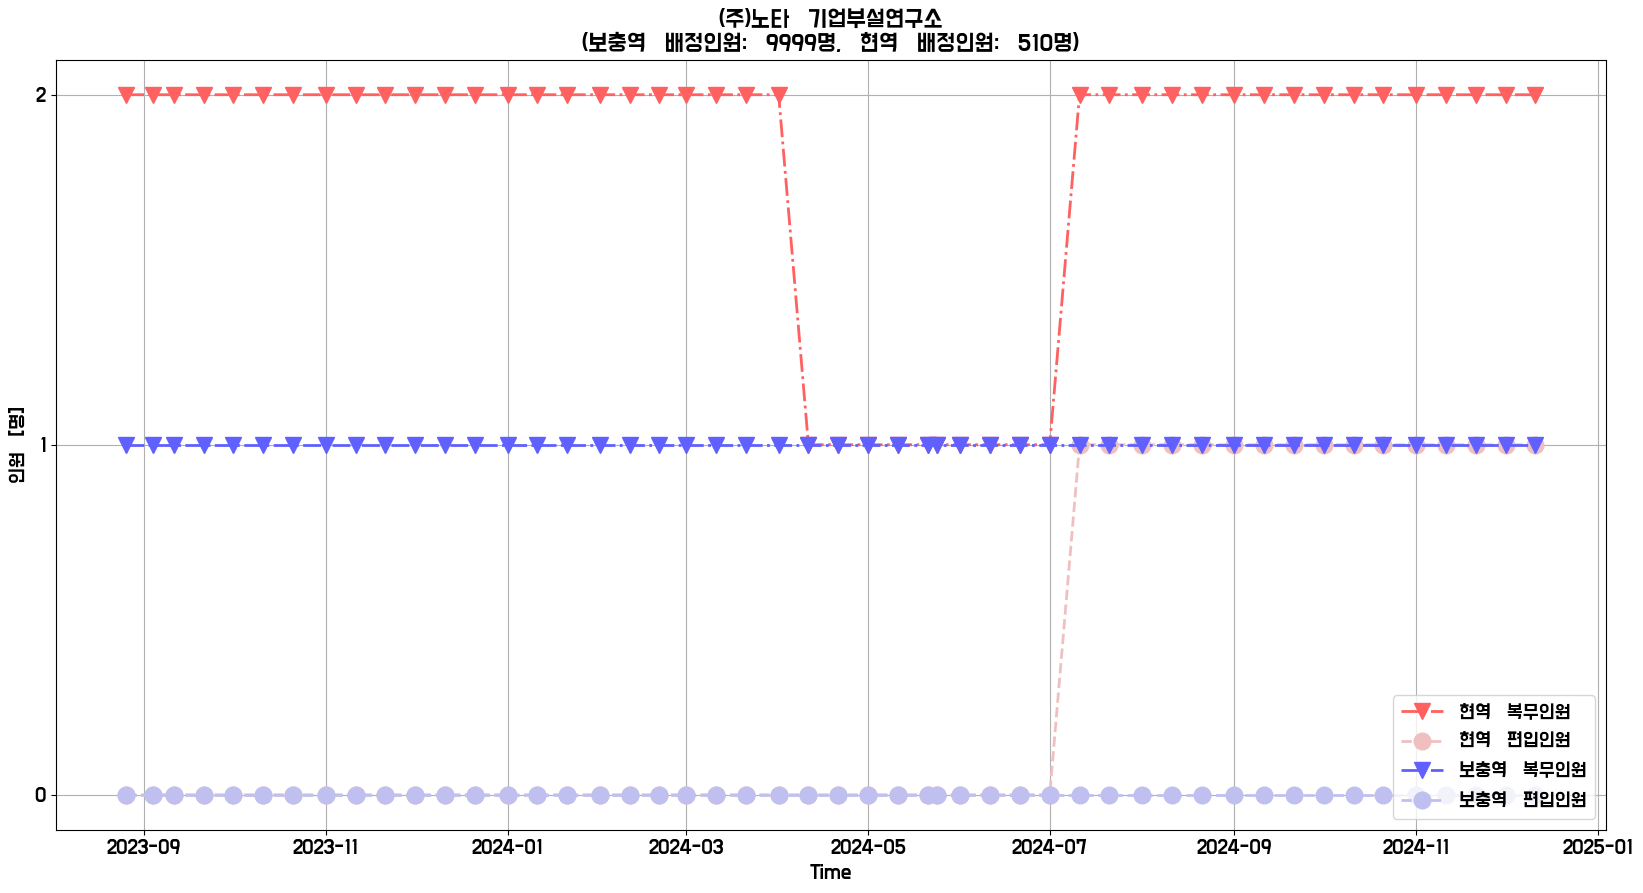 (주)노타 기업부설연구소
(보충역 배정인원: 9999명, 현역 배정인원: 510명)
2
1
0
인원 [명]
2023-09 2023-11 2024-01 2024-03 2024-05 2024-07 2024-09 2024-11 2025-01
Time
현역 복무인원
현역 편입인원
보충역 복무인원
보충역 편입인원